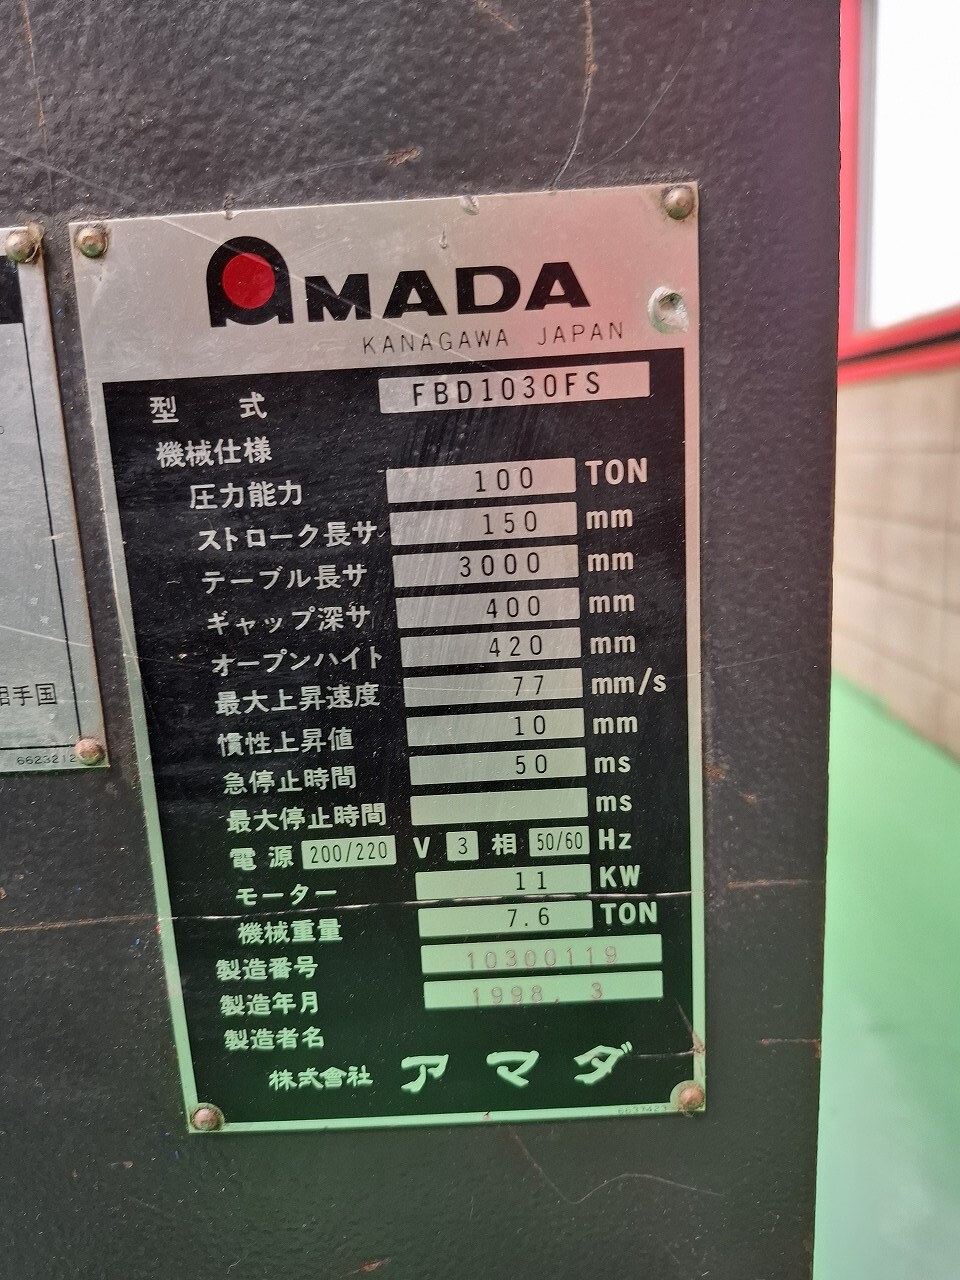 AMADA
KANAGAWA JAPAN
型 式 FBD1030FS
機械仕様
圧力能力 100 TON
ストローク長サ 150 mm
テーブル長サ 3000 mm
ギャップ深サ 400 mm
オープンハイト 420 mm
最大上昇速度 77 mm/s
慣性上昇値 10 mm
急停止時間 50 ms
最大停止時間 ms
電源 200/220 V 3 相 50/60 Hz
モーター 11 KW
機械重量 7.6 TON
製造番号 10300119
製造年月 1998.3
製造者名
株式會社 アマダ
手国
6623212